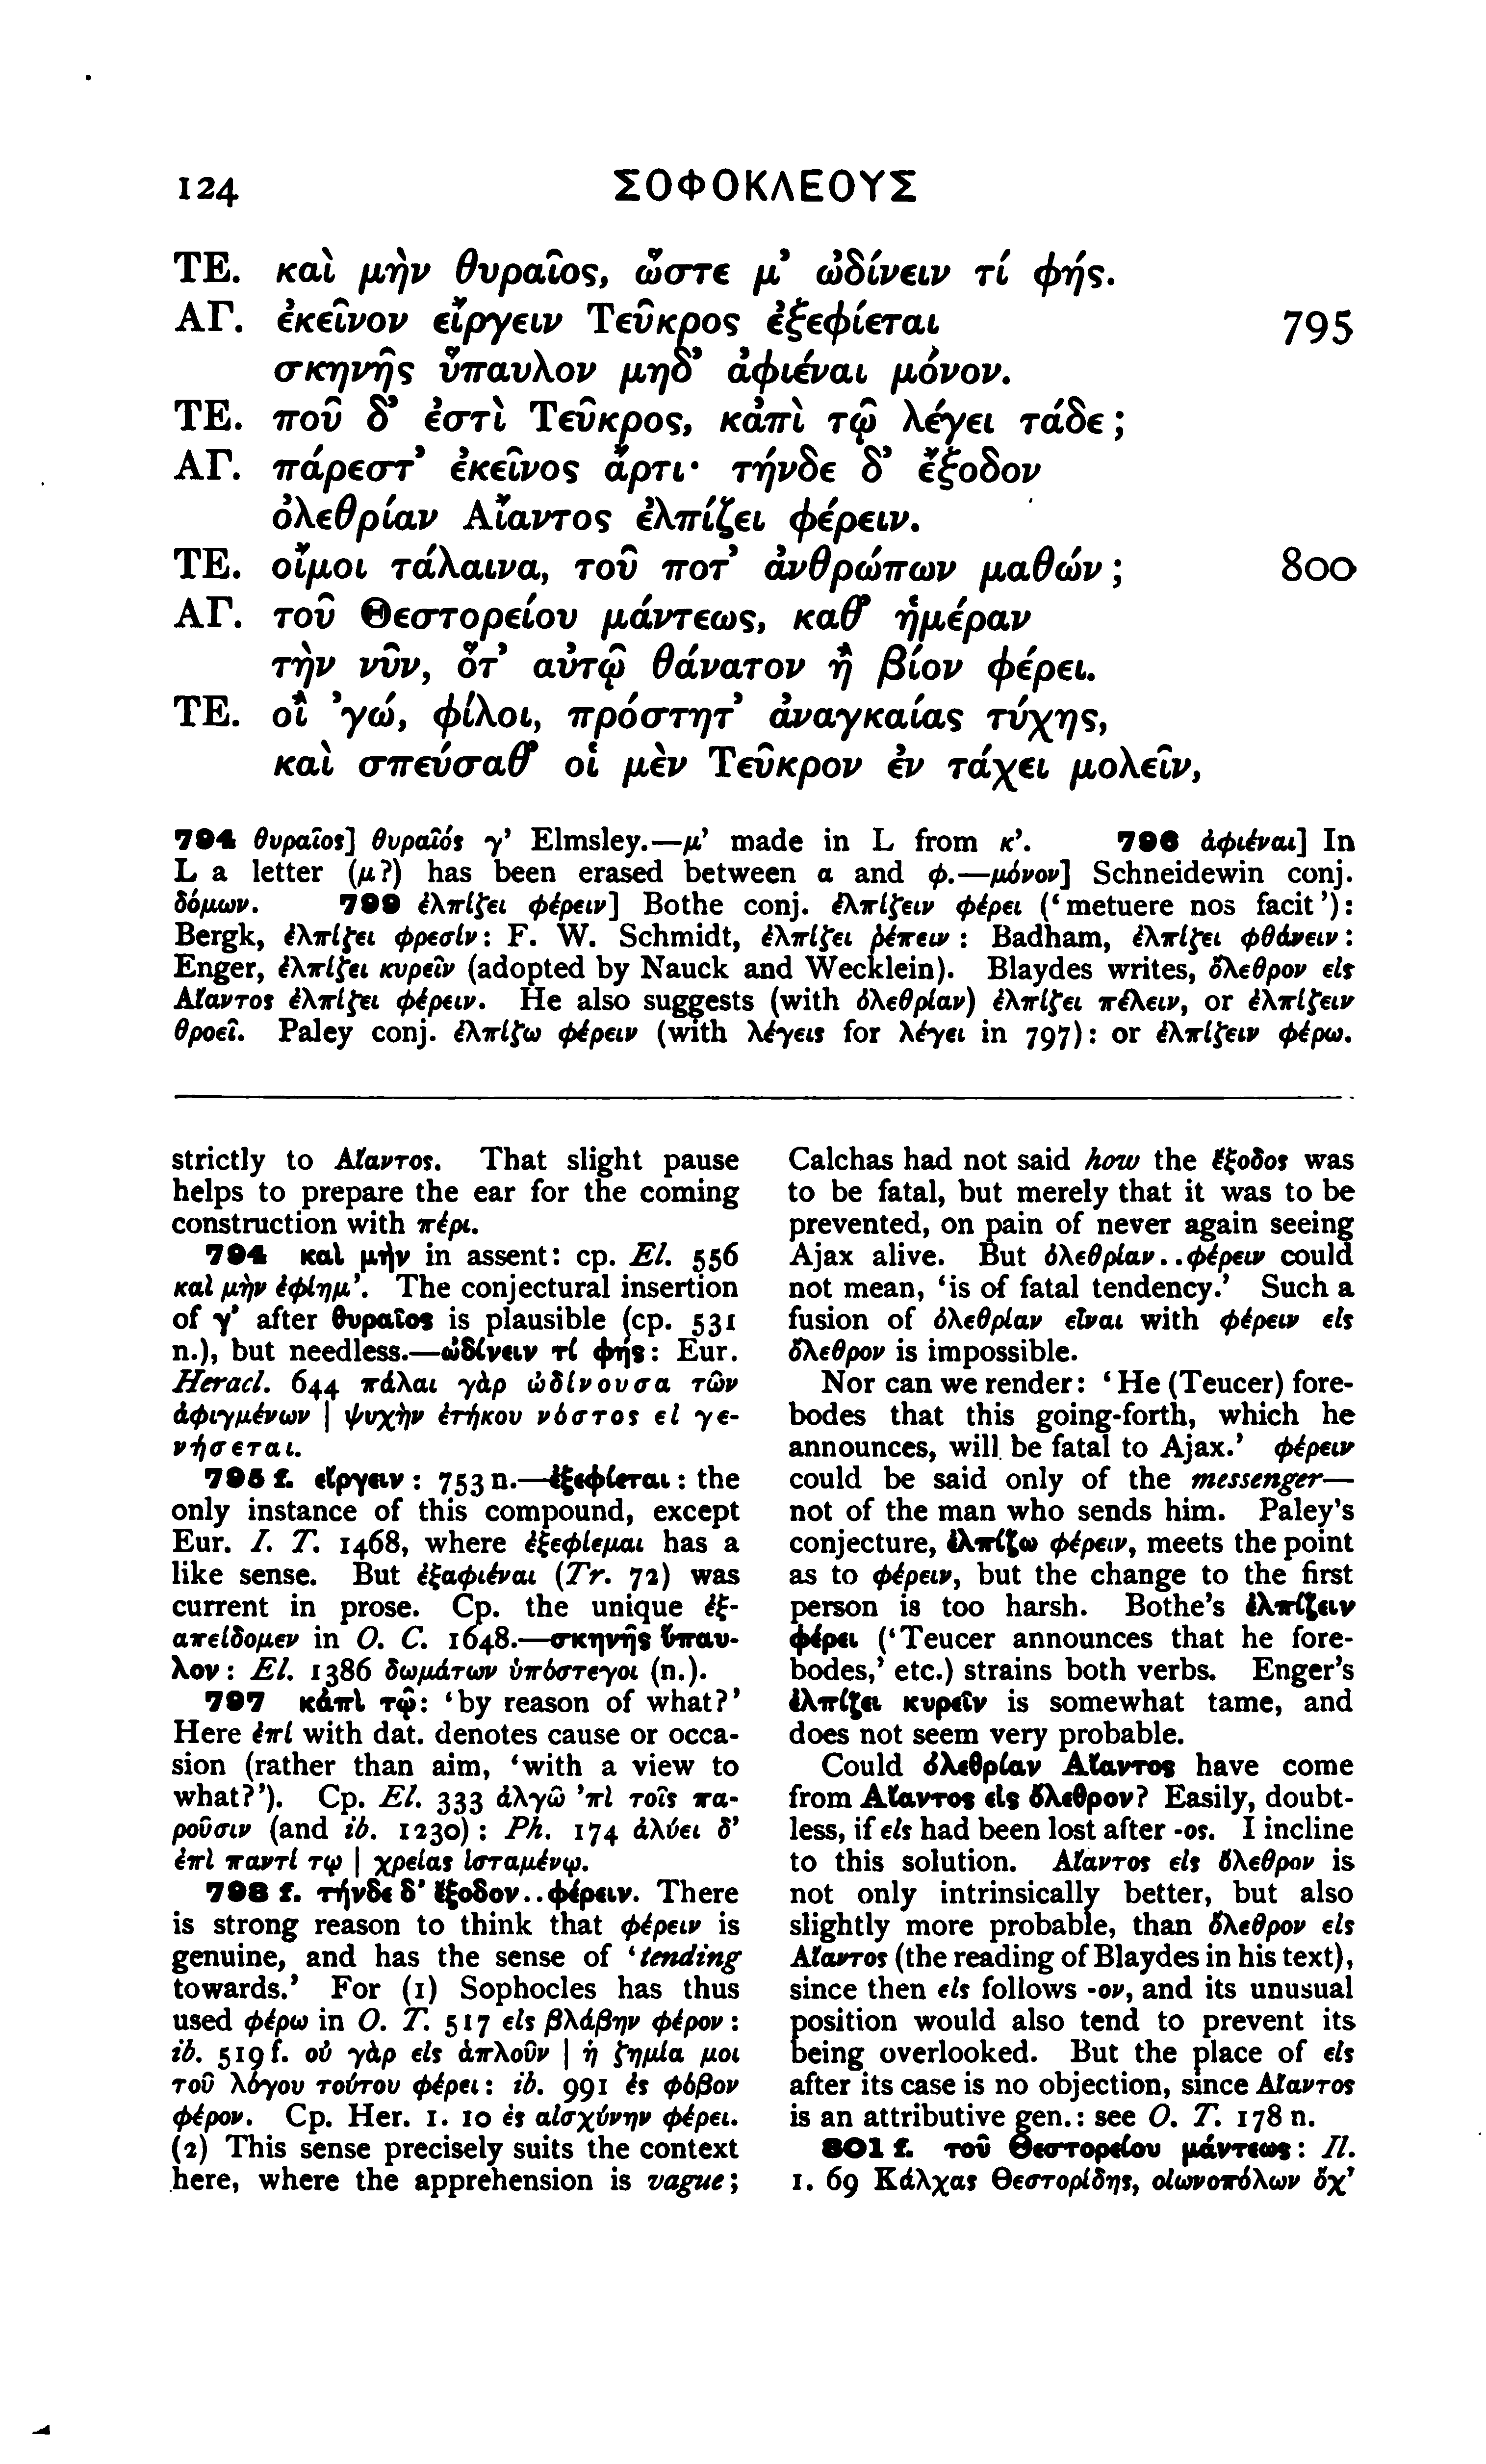 124 ΣΟΦΟΚΛΕΟΥΣ
ΤΕ. καὶ μὴν θυραῖος, ὥστε μ’ ὠδίνειν τί φής.
ΑΓ. ἐκεῖνον εἴργειν Τεῦκρος ἐξεφίεται 795
σκηνῆς ὕπαυλον μηδ’ ἀφιέναι μόνον.
ΤΕ. ποῦ δ’ ἐστὶ Τεῦκρος, κἀπὶ τῷ λέγει τάδε;
ΑΓ. πάρεστ’ ἐκεῖνος ἄρτι· τήνδε δ’ ἔξοδον
ὀλεθρίαν Αἴαντος ἐλπίζει φέρειν.
ΤΕ. οἴμοι τάλαινα, τοῦ ποτ’ ἀνθρώπων μαθών; 800
ΑΓ. τοῦ Θεστορείου μάντεως, καθ’ ἡμέραν
τὴν νῦν, ὅτ’ αὐτῷ θάνατον ἢ βίον φέρει.
ΤΕ. οἲ ’γώ, φίλοι, πρόστητ’ ἀναγκαίας τύχης,
καὶ σπεύσαθ’ οἱ μὲν Τεῦκρον ἐν τάχει μολεῖν,
794 θυραῖος] θυραῖός γ’ Elmsley.—μ’ made in L from κ’. 796 ἀφιέναι] In
L a letter (μ?) has been erased between α and φ.—μόνον] Schneidewin conj.
δόμων. 799 ἐλπίζει φέρειν] Bothe conj. ἐλπίζειν φέρει (‘metuere nos facit’):
Bergk, ἐλπίζει φρεσίν: F. W. Schmidt, ἐλπίζει ῥέπειν: Badham, ἐλπίζει φθάνειν:
Enger, ἐλπίζει κυρεῖν (adopted by Nauck and Wecklein). Blaydes writes, ὄλεθρον εἰς
Αἴαντος ἐλπίζει φέρειν. He also suggests (with ὀλεθρίαν) ἐλπίζει πέλειν, or ἐλπίζειν
θροεῖ. Paley conj. ἐλπίζω φέρειν (with λέγεις for λέγει in 797): or ἐλπίζειν φέρω.
strictly to Αἴαντος. That slight pause
helps to prepare the ear for the coming
construction with πέρι.
794 καὶ μὴν in assent: cp. El. 556
καὶ μὴν ἐφίημ’. The conjectural insertion
of γ’ after θυραῖος is plausible (cp. 531
n.), but needless.—ὠδίνειν τί φής: Eur.
Heracl. 644 πάλαι γὰρ ὠδίνουσα τῶν
ἀφιγμένων | ψυχὴν ἐτήκου νόστος εἰ γε-
νήσεται.
795 f. εἴργειν: 753 n.—ἐξεφίεται: the
only instance of this compound, except
Eur. I. T. 1468, where ἐξεφίεμαι has a
like sense. But ἐξαφιέναι (Tr. 72) was
current in prose. Cp. the unique ἐξ-
απείδομεν in O. C. 1648.—σκηνῆς ὕπαυ-
λον: El. 1386 δωμάτων ὑπόστεγοι (n.).
797 κἀπὶ τῷ: ‘by reason of what?’
Here ἐπί with dat. denotes cause or occa-
sion (rather than aim, ‘with a view to
what?’). Cp. El. 333 ἀλγῶ ’πὶ τοῖς πα-
ροῦσιν (and ib. 1230): Ph. 174 ἀλύει δ’
ἐπὶ παντί τῳ | χρείας ἱσταμένῳ.
798 f. τήνδε δ’ ἔξοδον..φέρειν. There
is strong reason to think that φέρειν is
genuine, and has the sense of ‘tending
towards.’ For (1) Sophocles has thus
used φέρω in O. T. 517 εἰς βλάβην φέρον:
ib. 519 f. οὐ γὰρ εἰς ἁπλοῦν | ἡ ζημία μοι
τοῦ λόγου τούτου φέρει: ib. 991 ἐς φόβον
φέρον. Cp. Her. 1. 10 ἐς αἰσχύνην φέρει.
(2) This sense precisely suits the context
here, where the apprehension is vague;
Calchas had not said how the ἔξοδος was
to be fatal, but merely that it was to be
prevented, on pain of never again seeing
Ajax alive. But ὀλεθρίαν..φέρειν could
not mean, ‘is of fatal tendency.’ Such a
fusion of ὀλεθρίαν εἶναι with φέρειν εἰς
ὄλεθρον is impossible.
Nor can we render: ‘He (Teucer) fore-
bodes that this going-forth, which he
announces, will be fatal to Ajax.’ φέρειν
could be said only of the messenger—
not of the man who sends him. Paley’s
conjecture, ἐλπίζω φέρειν, meets the point
as to φέρειν, but the change to the first
person is too harsh. Bothe’s ἐλπίζειν
φέρει (‘Teucer announces that he fore-
bodes,’ etc.) strains both verbs. Enger’s
ἐλπίζει κυρεῖν is somewhat tame, and
does not seem very probable.
Could ὀλεθρίαν Αἴαντος have come
from Αἴαντος εἰς ὄλεθρον? Easily, doubt-
less, if εἰς had been lost after -ος. I incline
to this solution. Αἴαντος εἰς ὄλεθρον is
not only intrinsically better, but also
slightly more probable, than ὄλεθρον εἰς
Αἴαντος (the reading of Blaydes in his text),
since then εἰς follows -ον, and its unusual
position would also tend to prevent its
being overlooked. But the place of εἰς
after its case is no objection, since Αἴαντος
is an attributive gen.: see O. T. 178 n.
801 f. τοῦ Θεστορείου μάντεως: Il.
1. 69 Κάλχας Θεστορίδης, οἰωνοπόλων ὄχ’